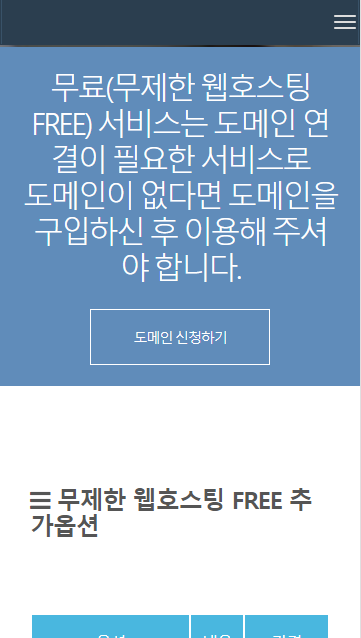 무료(무제한 웹호스팅
FREE) 서비스는 도메인 연
결이 필요한 서비스로
도메인이 없다면 도메인을
구입하신 후 이용해 주셔
야 합니다.
도메인 신청하기
무제한 웹호스팅 FREE 추
가옵션